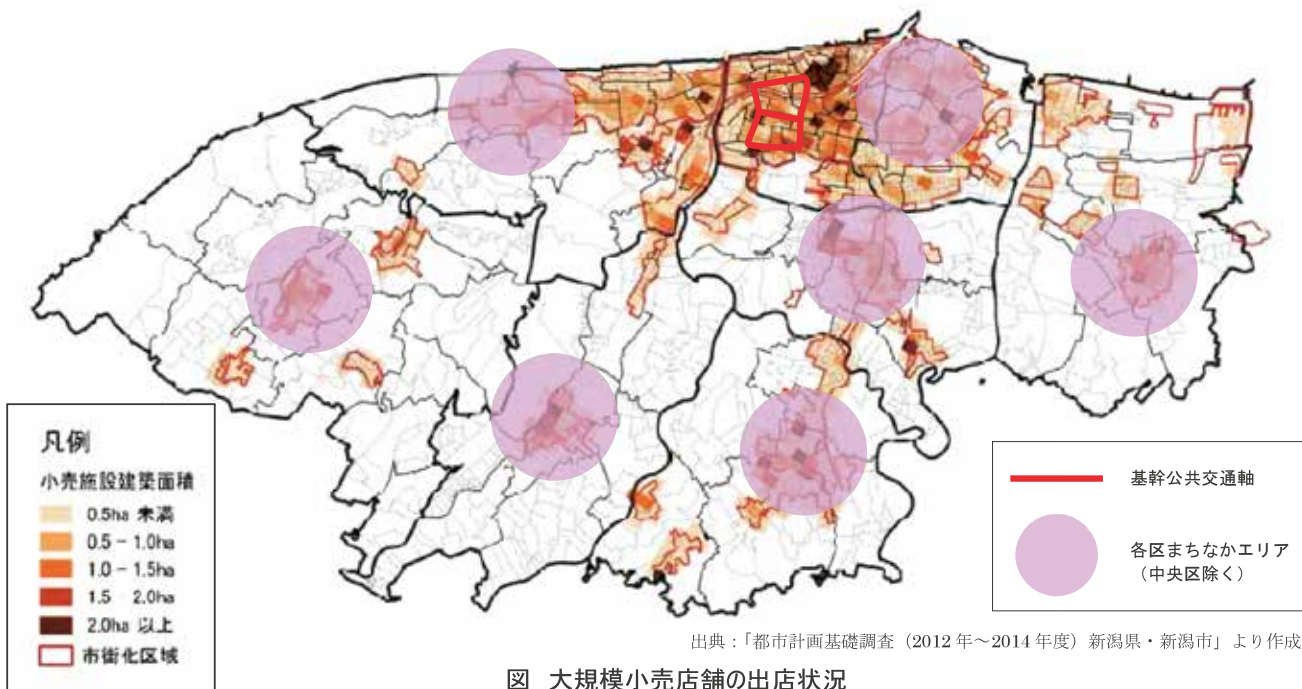 凡例
小売施設建築面積
0.5ha 未満
0.5 - 1.0ha
1.0 - 1.5ha
1.5 2.0ha
2.0ha 以上
市街化区域
基幹公共交通軸
各区まちなかエリア
(中央区除く)
出典:「都市計画基礎調査(2012年~2014年度)新潟県・新潟市」より作成
図 大規模小売店舗の出店状況